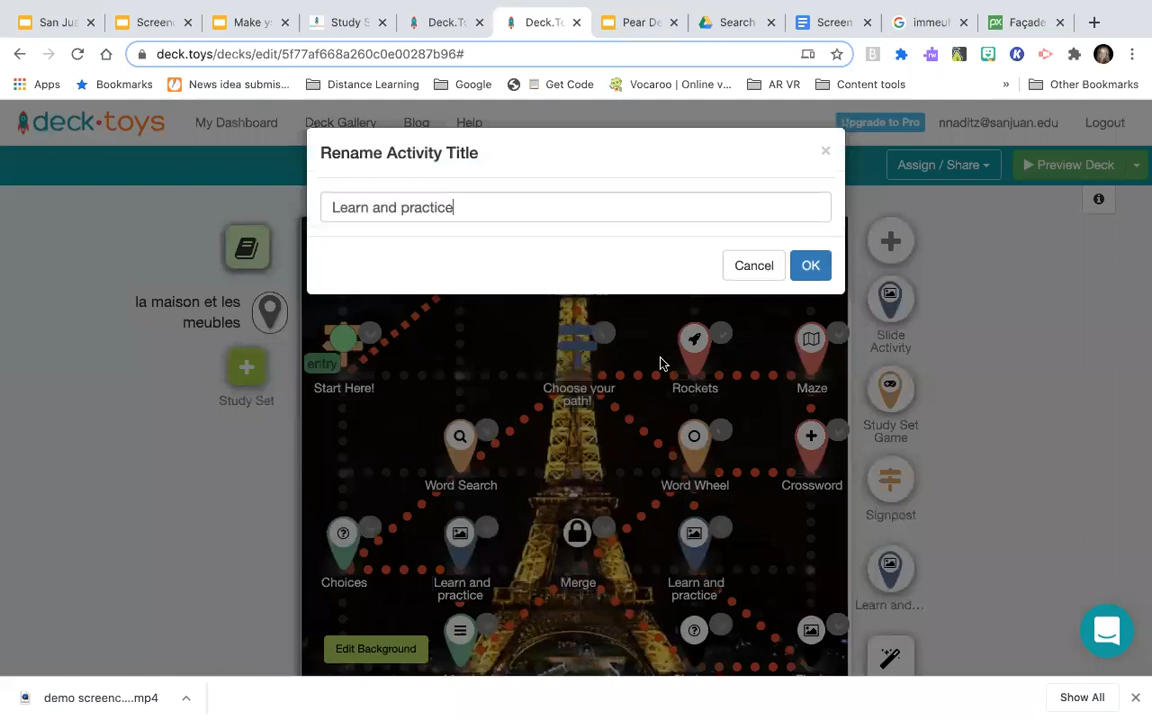 San Jua
Screenc
Make y
Study S
Deck.T
Deck.To
Pear De
Search
Screen
immeul
Façade
deck.toys/decks/edit/5f77af668a260c0e00287b96#
Apps
Bookmarks
News idea submis...
Distance Learning
Google
Get Code
Vocaroo | Online v...
AR VR
Content tools
»
Other Bookmarks
deck•toys
My Dashboard
Deck Gallery
Blog
Help
Upgrade to Pro
nnaditz@sanjuan.edu
Logout
Rename Activity Title
×
Assign / Share
Preview Deck
Learn and practice
Cancel
OK
la maison et les
meubles
Study Set
entry
Start Here!
Choose your
path!
Rockets
Maze
Word Search
Word Wheel
Crossword
Choices
Learn and
practice
Merge
Learn and
practice
Edit Background
Slide
Activity
Study Set
Game
Signpost
Learn and...
demo screenc....mp4
Show All